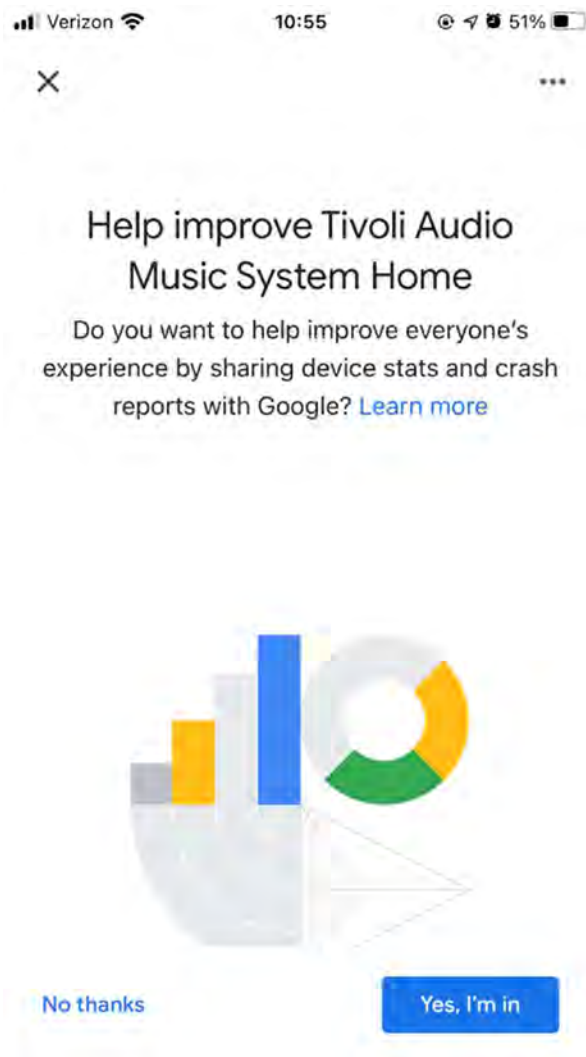 Verizon 10:55 51%
Help improve Tivoli Audio
Music System Home
Do you want to help improve everyone's
experience by sharing device stats and crash
reports with Google? Learn more
No thanks Yes, I'm in